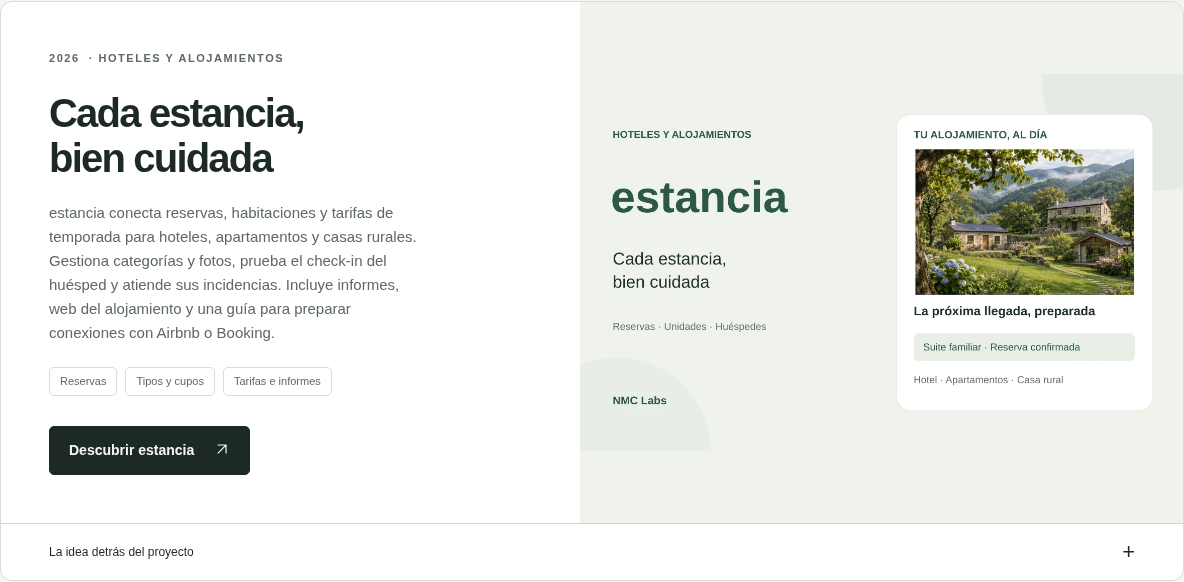 2026 · HOTELES Y ALOJAMIENTOS
Cada estancia,
bien cuidada
estancia conecta reservas, habitaciones y tarifas de
temporada para hoteles, apartamentos y casas rurales.
Gestiona categorías y fotos, prueba el check-in del
huésped y atiende sus incidencias. Incluye informes,
web del alojamiento y una guía para preparar
conexiones con Airbnb o Booking.
Reservas
Tipos y cupos
Tarifas e informes
Descubrir estancia
HOTELES Y ALOJAMIENTOS
estancia
Cada estancia,
bien cuidada
Reservas · Unidades · Huéspedes
NMC Labs
TU ALOJAMIENTO, AL DÍA
La próxima llegada, preparada
Suite familiar · Reserva confirmada
Hotel · Apartamentos · Casa rural
La idea detrás del proyecto
+